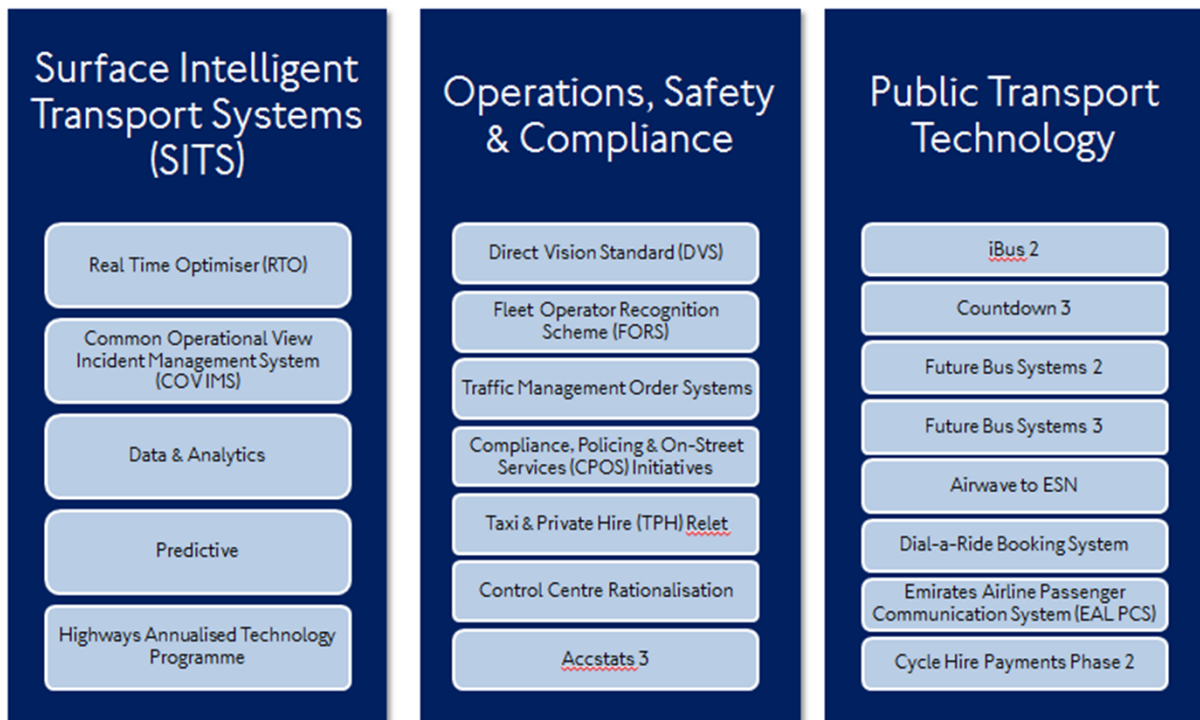 Surface Intelligent
Transport Systems
(SITS)
Real Time Optimiser (RTO)
Common Operational View
Incident Management System
(COV IMS)
Data & Analytics
Predictive
Highways Annualised Technology
Programme
Operations, Safety
& Compliance
Direct Vision Standard (DVS)
Fleet Operator Recognition
Scheme (FORS)
Traffic Management Order Systems
Compliance, Policing & On-Street
Services (CPOS) Initiatives
Taxi & Private Hire (TPH) Relet
Control Centre Rationalisation
Accstats 3
Public Transport
Technology
iBus 2
Countdown 3
Future Bus Systems 2
Future Bus Systems 3
Airwave to ESN
Dial-a-Ride Booking System
Emirates Airline Passenger
Communication System (EAL PCS)
Cycle Hire Payments Phase 2